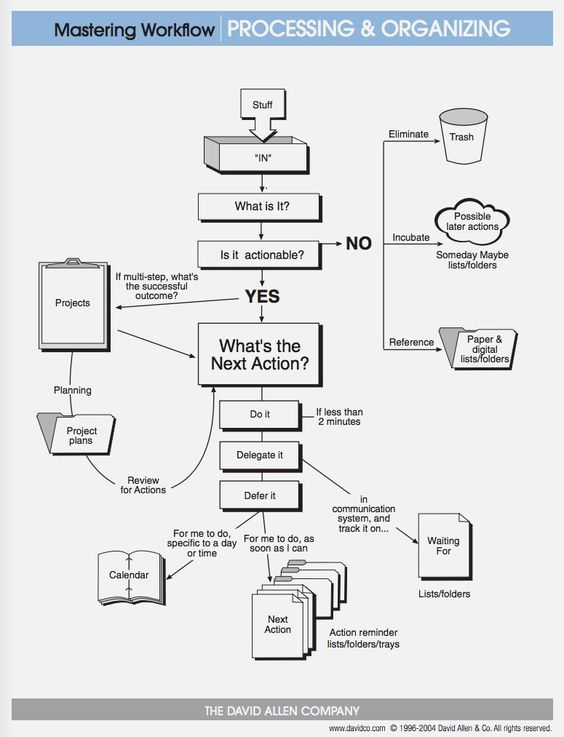 Mastering Workflow | PROCESSING & ORGANIZING
Stuff
"IN"
What is It?
Is it actionable?
NO
Eliminate
Trash
Incubate
Possible
later actions
Someday Maybe
lists/folders
Reference
Paper &
digital
lists/folders
YES
If multi-step, what's
the successful
outcome?
Projects
Planning
Project
plans
Review
for Actions
What's the
Next Action?
Do it
If less than
2 minutes
Delegate it
Defer it
in
communication
system, and
track it on...
Waiting
For
Lists/folders
For me to do,
specific to a day
or time
Calendar
For me to do, as
soon as I can
Next
Action
Action reminder
lists/folders/trays
THE DAVID ALLEN COMPANY
www.davidco.com © 1996-2004 David Allen & Co. All rights reserved.